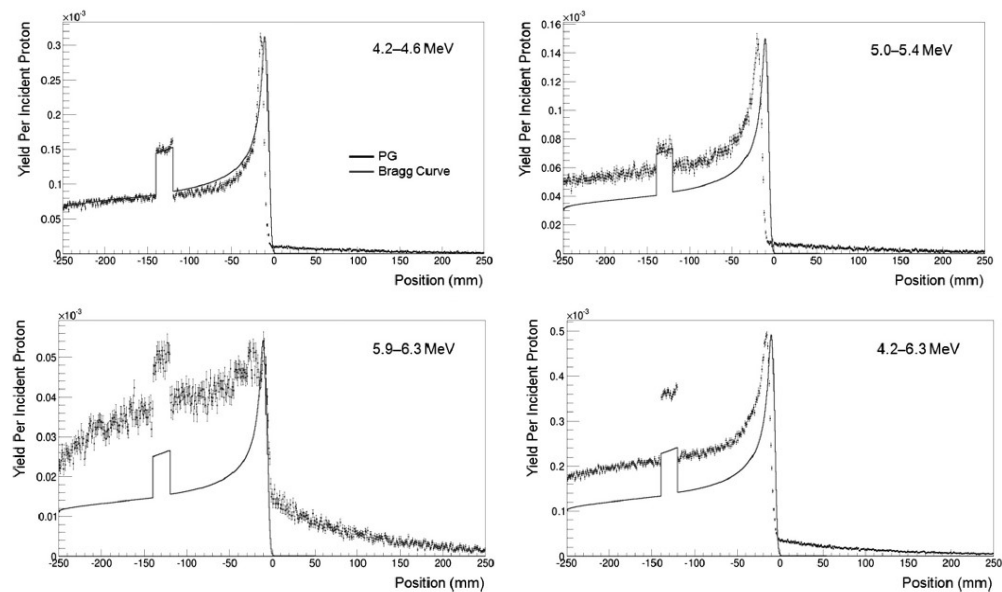 ×10⁻³
4.2–4.6 MeV
Yield Per Incident Proton
0.3
0.25
0.2
0.15
0.1
0.05
0
PG
Bragg Curve
-250 -200 -150 -100 -50 0 50 100 150 200 250
Position (mm)
×10⁻³
5.0–5.4 MeV
Yield Per Incident Proton
0.16
0.14
0.12
0.1
0.08
0.06
0.04
0.02
0
-250 -200 -150 -100 -50 0 50 100 150 200 250
Position (mm)
×10⁻³
5.9–6.3 MeV
Yield Per Incident Proton
0.05
0.04
0.03
0.02
0.01
0
-250 -200 -150 -100 -50 0 50 100 150 200 250
Position (mm)
×10⁻³
4.2–6.3 MeV
Yield Per Incident Proton
0.5
0.4
0.3
0.2
0.1
0
-250 -200 -150 -100 -50 0 50 100 150 200 250
Position (mm)